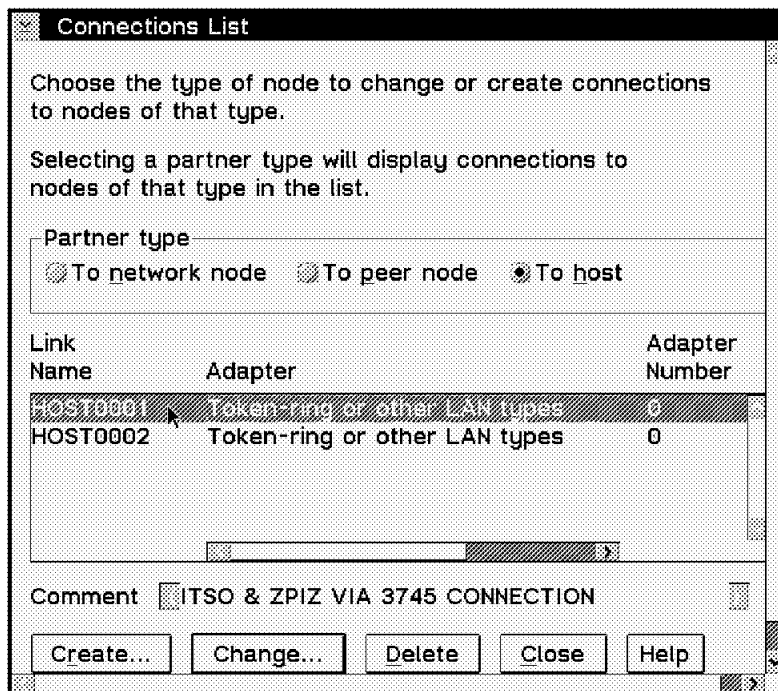 Connections List
Choose the type of node to change or create connections
to nodes of that type.
Selecting a partner type will display connections to
nodes of that type in the list.
Partner type
To network node To peer node To host
Link Adapter
Name Adapter Number
HOST0001 Token-ring or other LAN types 0
HOST0002 Token-ring or other LAN types 0
Comment ITSO & ZPIZ VIA 3745 CONNECTION
Create... Change... Delete Close Help